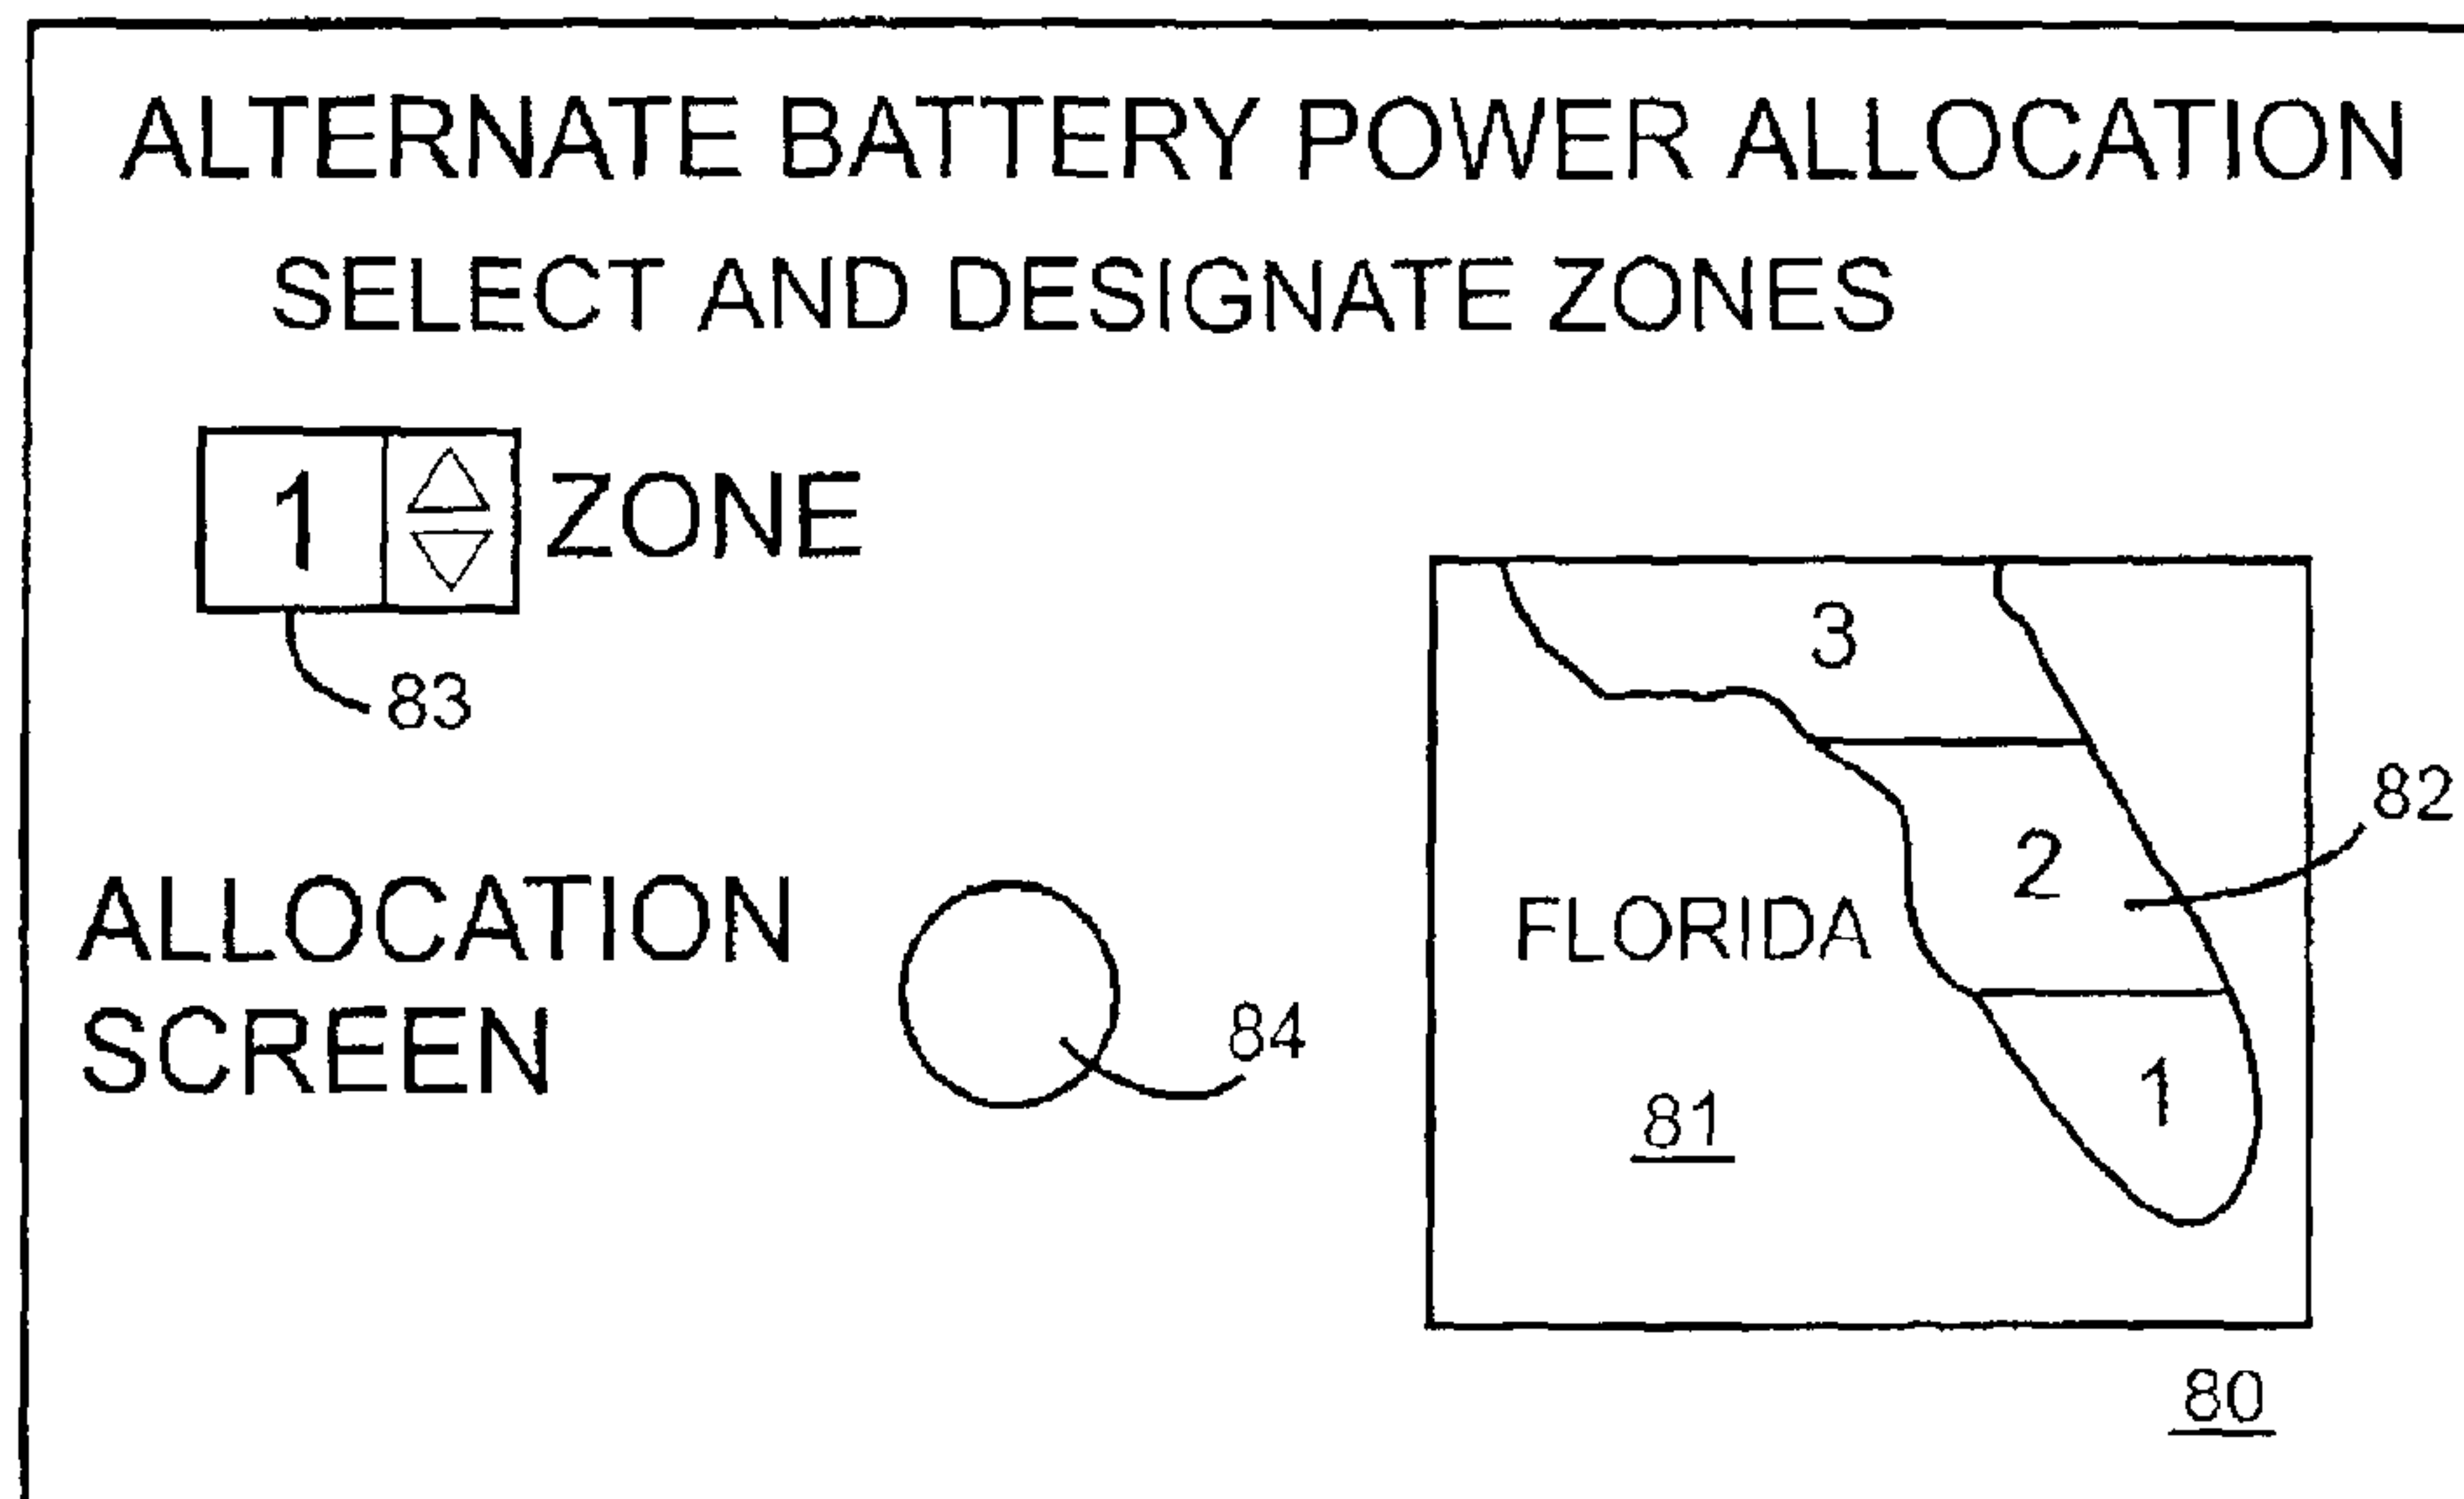 ALTERNATE BATTERY POWER ALLOCATION
SELECT AND DESIGNATE ZONES
1 ZONE
83
3
82
2
ALLOCATION
SCREEN
84
FLORIDA
81
1
80